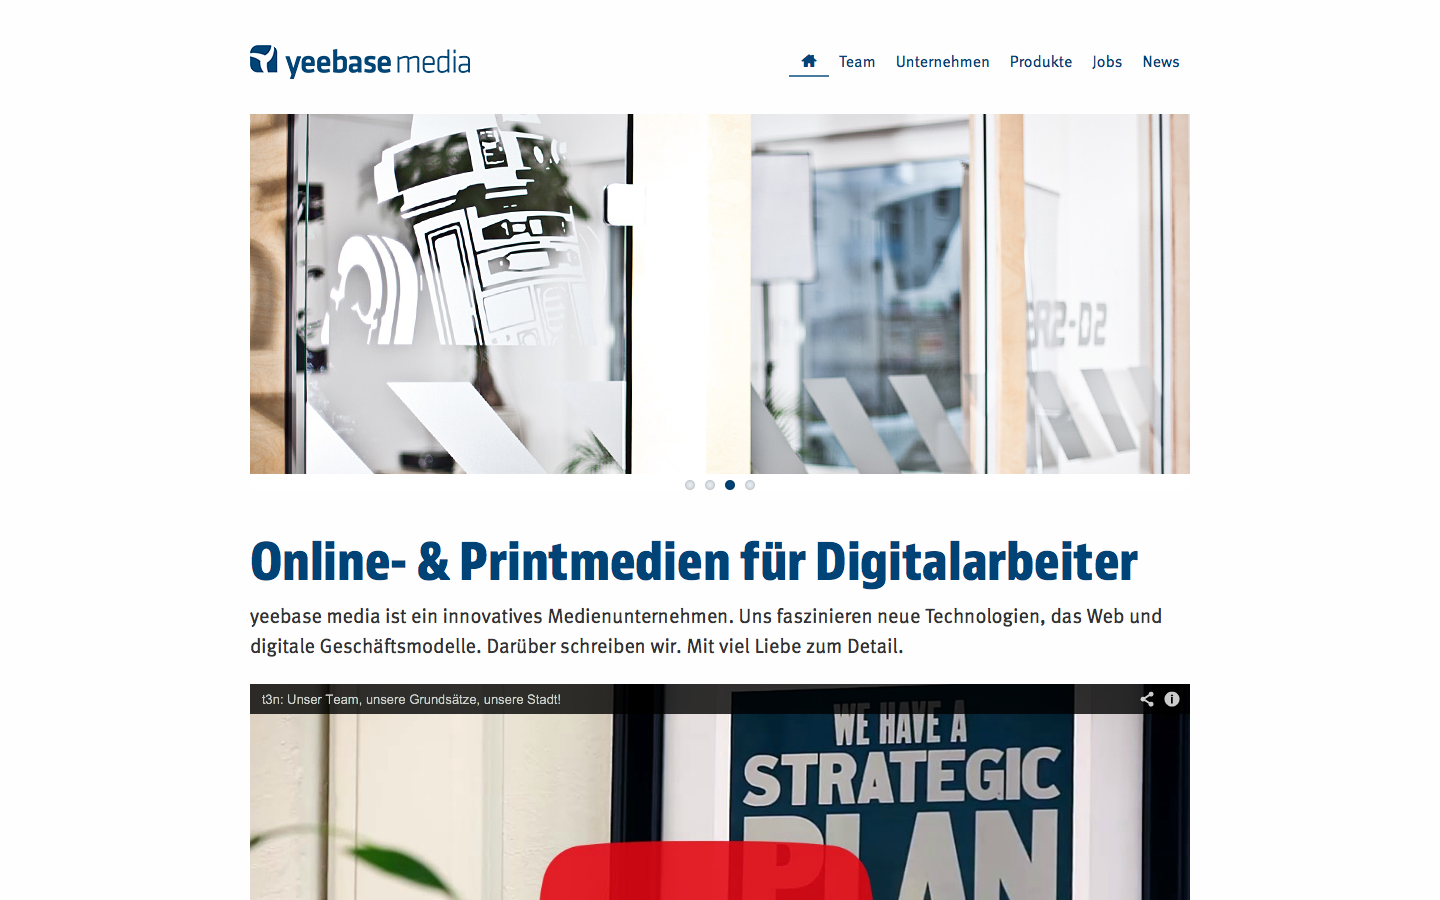 yeebase media
Team Unternehmen Produkte Jobs News
R2-D2
Online- & Printmedien für Digitalarbeiter
yeebase media ist ein innovatives Medienunternehmen. Uns faszinieren neue Technologien, das Web und
digitale Geschäftsmodelle. Darüber schreiben wir. Mit viel Liebe zum Detail.
t3n: Unser Team, unsere Grundsätze, unsere Stadt!
WE HAVE A
STRATEGIC
PLAN